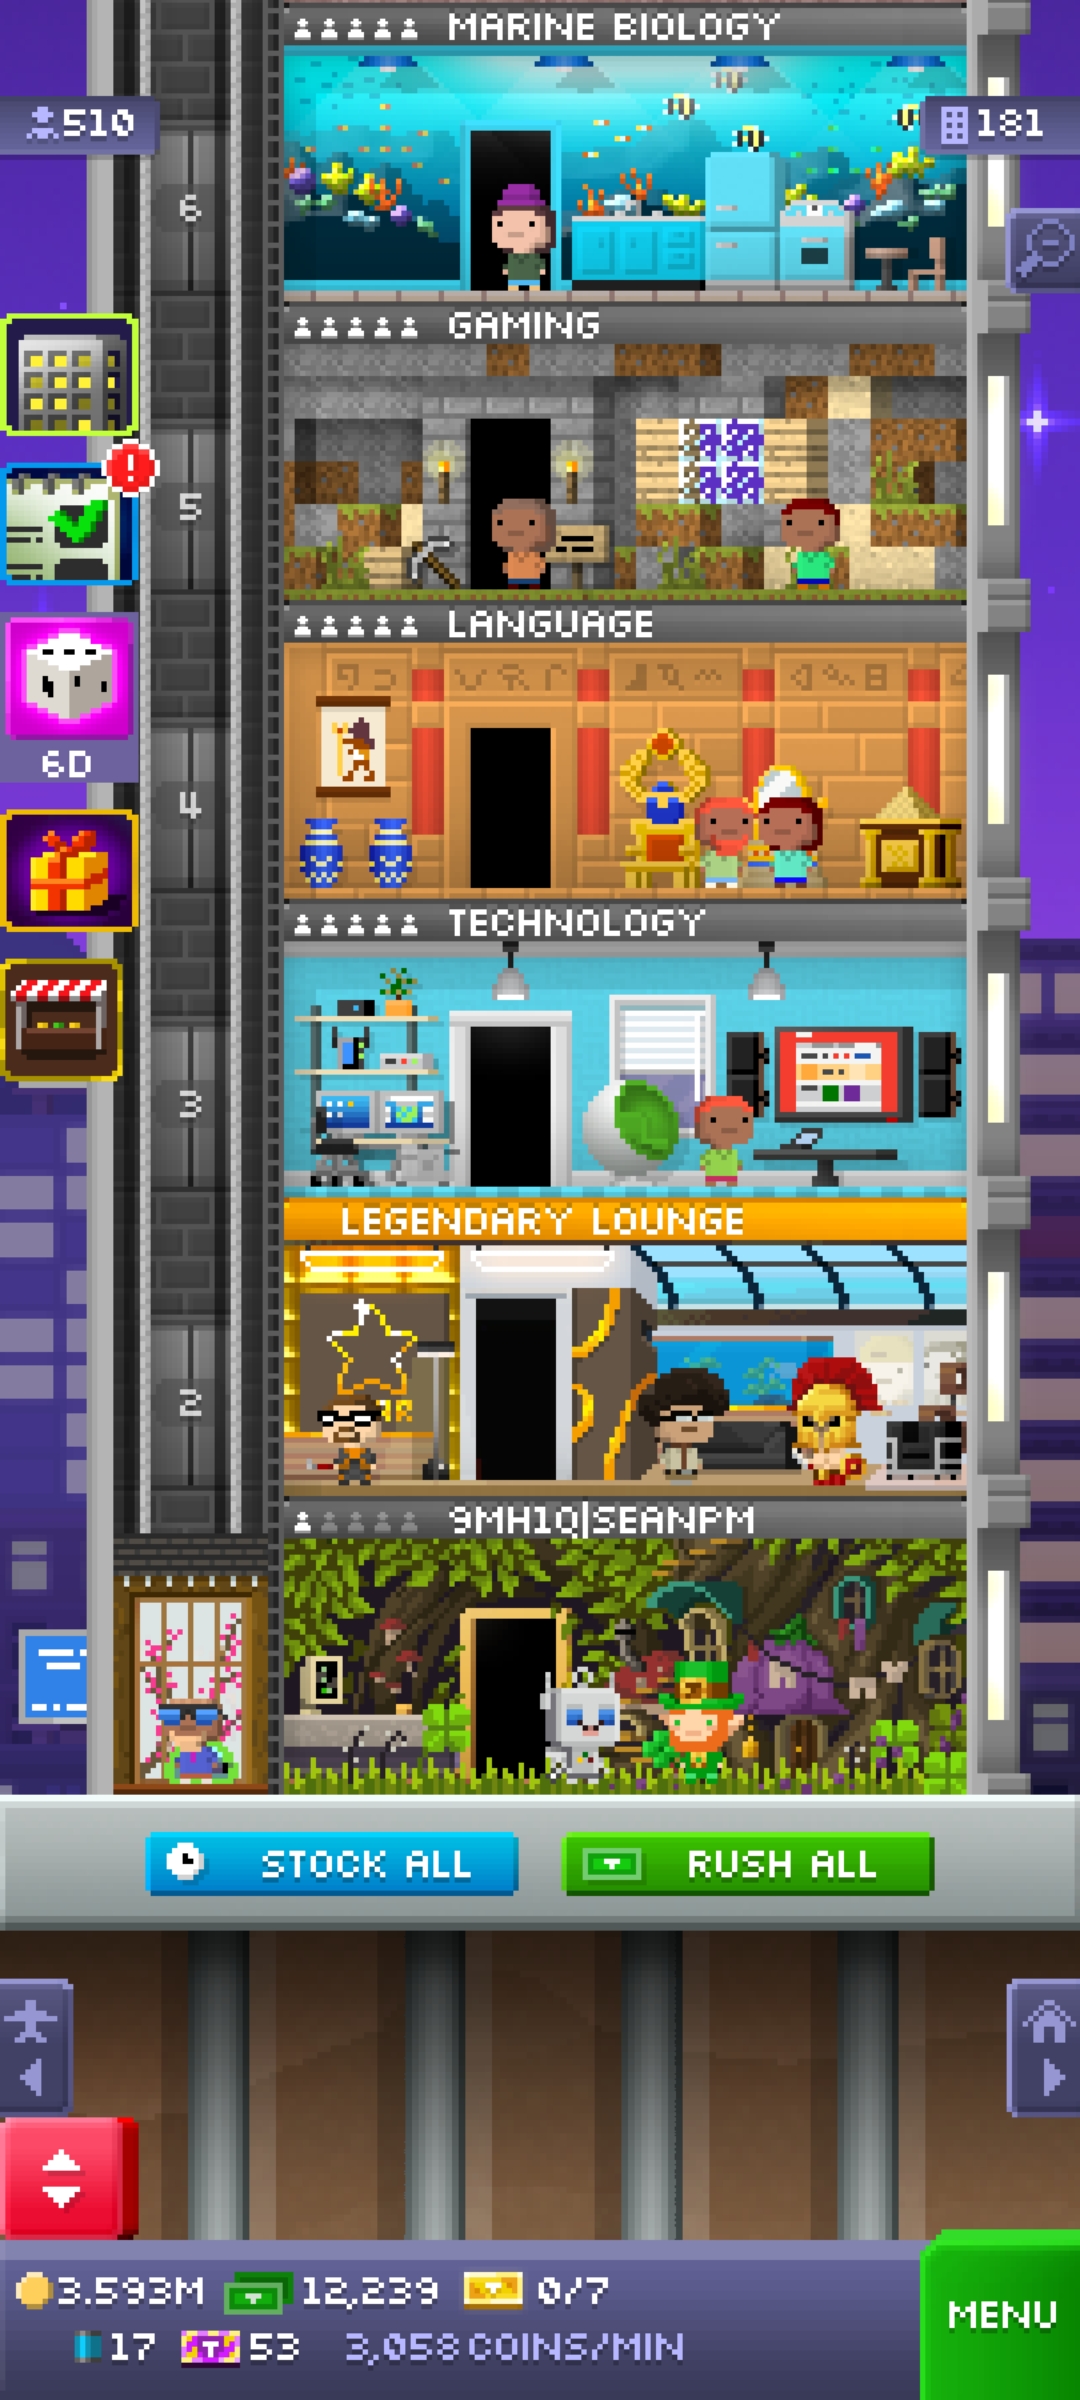 MARINE BIOLOGY
510
181
6
GAMING
5
LANGUAGE
6D
4
TECHNOLOGY
3
LEGENDARY LOUNGE
2
9MH1Q|SEANPM
STOCK ALL
RUSH ALL
3.593M
12,239
0/7
MENU
17
53
3,058 COINS/MIN